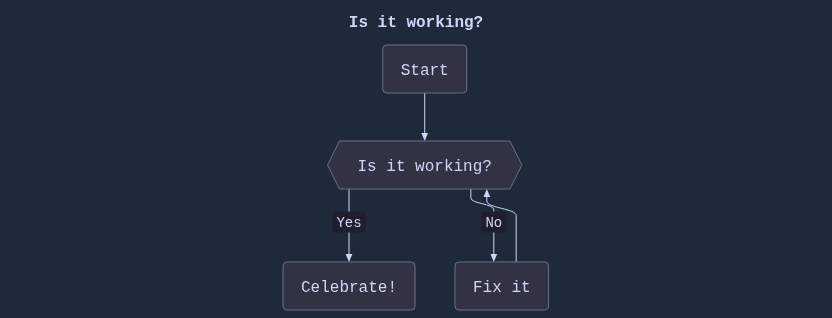 Is it working?
Start
Is it working?
Yes
No
Celebrate!
Fix it